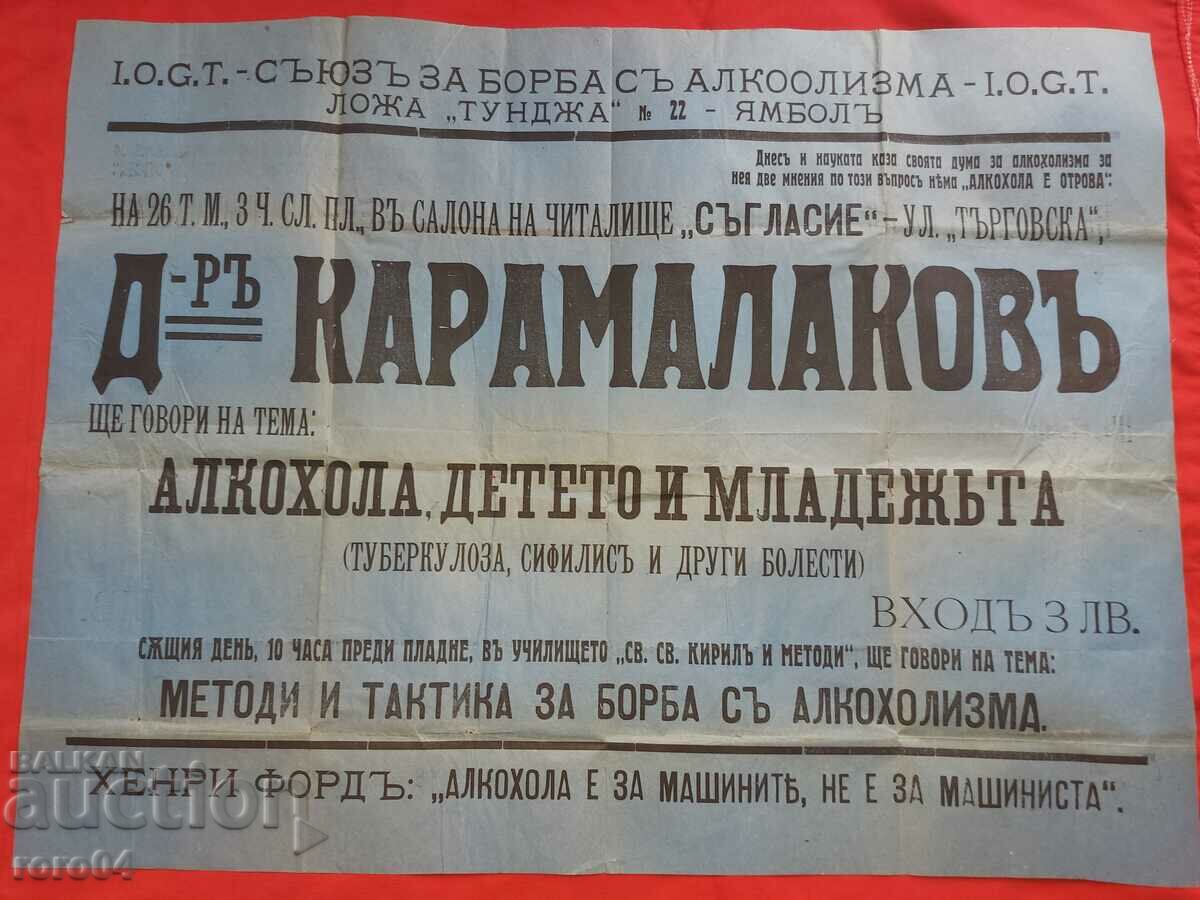 I.O.G.T. - СЪЮЗЪ ЗА БОРБА СЪ АЛКООЛИЗМА - I.O.G.T.
ЛОЖА „ТУНДЖА“ № 22 - ЯМБОЛЪ
Днесъ и науката каза своята дума за алкохолизма за
нея две мнения по този въпросъ нѣма „АЛКОХОЛА Е ОТРОВА“.
НА 26 Т. М., 3 Ч. СЛ. ПЛ., ВЪ САЛОНА НА ЧИТАЛИЩЕ „СЪГЛАСИЕ“ – УЛ. „ТЪРГОВСКА“,
Д-РЪ КАРАМАЛАКОВЪ
ЩЕ ГОВОРИ НА ТЕМА:
АЛКОХОЛА, ДЕТЕТО И МЛАДЕЖЬТА
(ТУБЕРКУЛОЗА, СИФИЛИСЪ И ДРУГИ БОЛЕСТИ)
ВХОДЪ 3 ЛВ.
СѪЩИЯ ДЕНЬ, 10 ЧАСА ПРЕДИ ПЛАДНЕ, ВЪ УЧИЛИЩЕТО „СВ. СВ. КИРИЛЪ И МЕТОДИ“, ЩЕ ГОВОРИ НА ТЕМА:
МЕТОДИ И ТАКТИКА ЗА БОРБА СЪ АЛКОХОЛИЗМА.
ХЕНРИ ФОРДЪ: „АЛКОХОЛА Е ЗА МАШИНИТѢ, НЕ Е ЗА МАШИНИСТА“.
BALKAN
auction
roro04